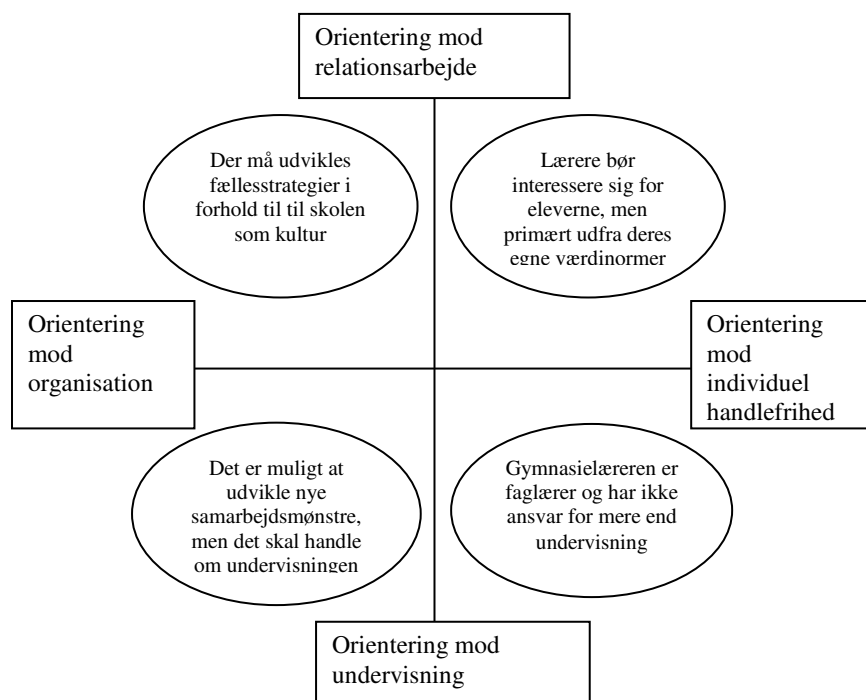 Orientering mod
relationsarbejde
Der må udvikles
fællesstrategier i
forhold til til skolen
som kultur
Lærere bør
interessere sig for
eleverne, men
primært udfra deres
egne værdinormer
Orientering
mod
organisation
Orientering
mod
individuel
handlefrihed
Det er muligt at
udvikle nye
samarbejdsmønstre,
men det skal handle
om undervisningen
Gymnasielæreren er
faglærer og har ikke
ansvar for mere end
undervisning
Orientering mod
undervisning